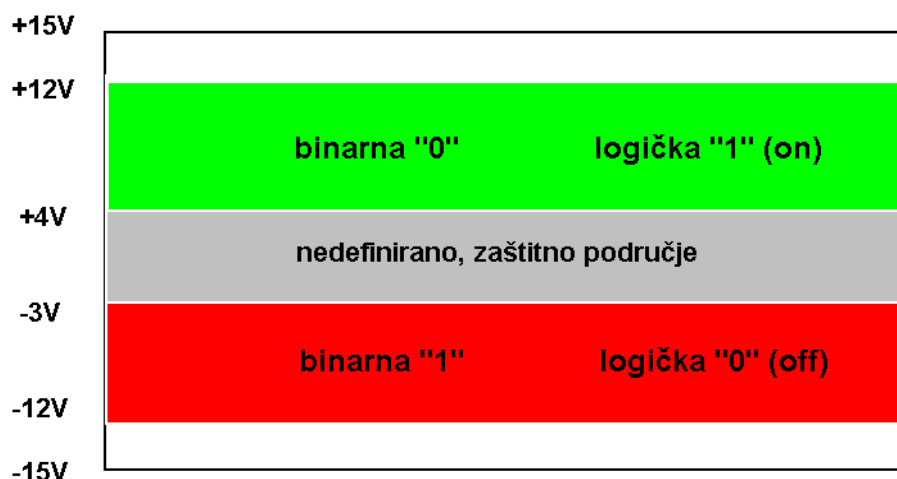 +15V
+12V
binarna "0" logička "1" (on)
+4V
nedefinirano, zaštitno područje
-3V
binarna "1" logička "0" (off)
-12V
-15V